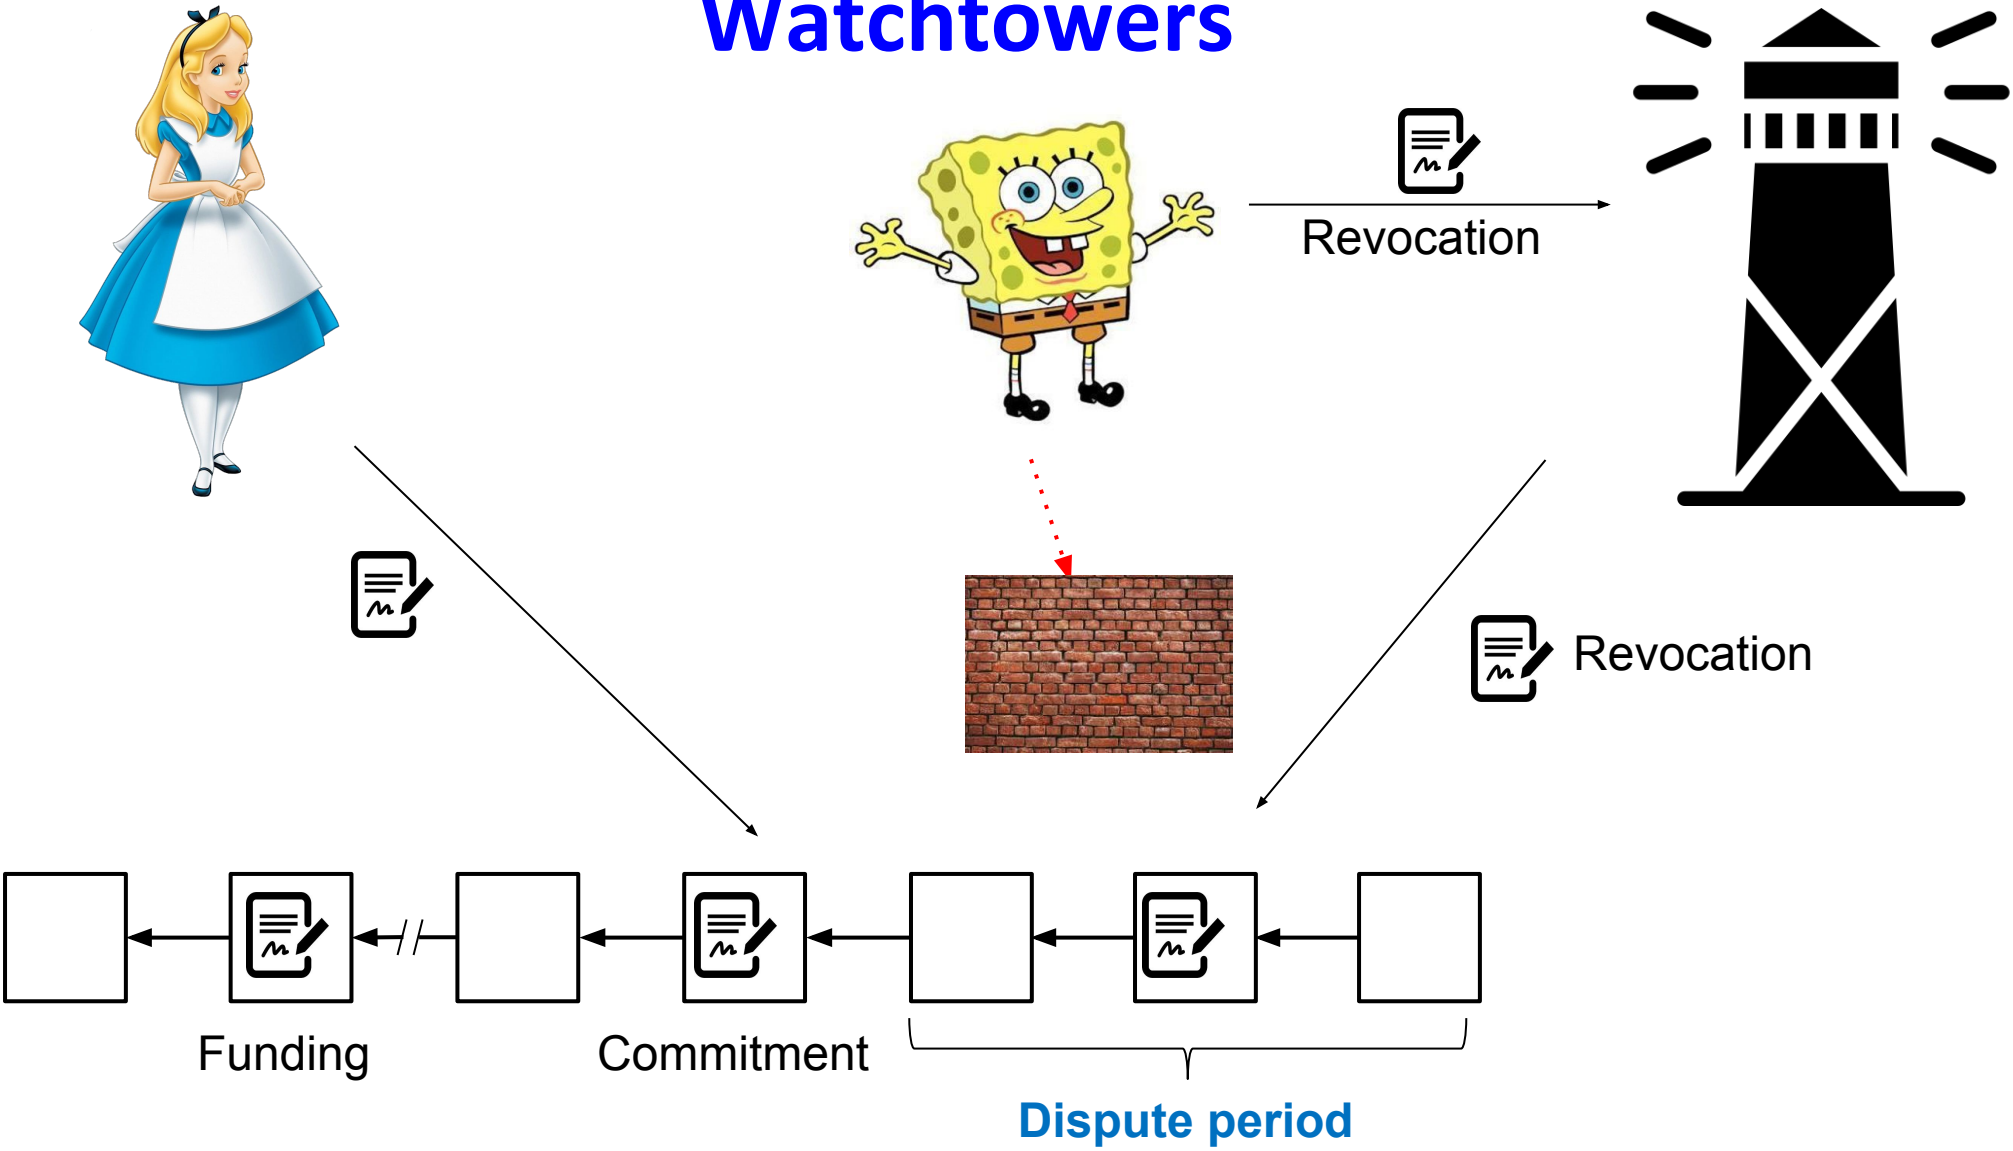 Watchtowers
Revocation
Revocation
Funding
Commitment
Dispute period